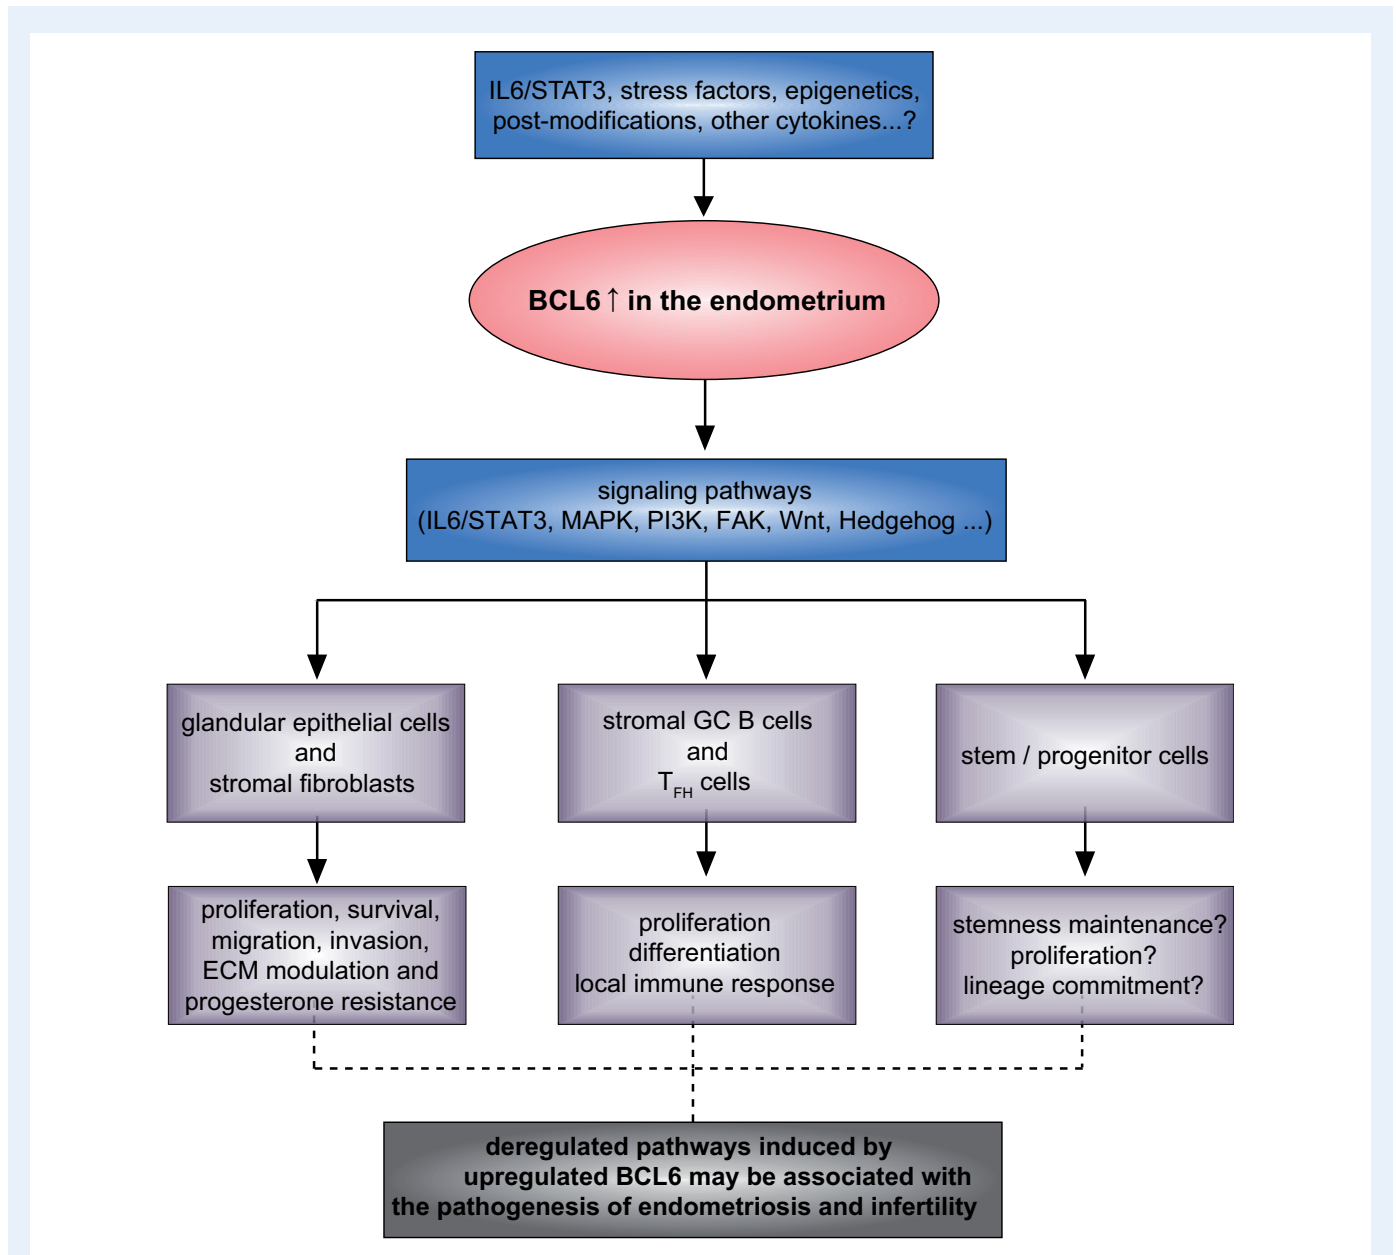 IL6/STAT3, stress factors, epigenetics,
post-modifications, other cytokines...?
BCL6↑ in the endometrium
signaling pathways
(IL6/STAT3, MAPK, PI3K, FAK, Wnt, Hedgehog ...)
glandular epithelial cells
and
stromal fibroblasts
stromal GC B cells
and
TFH cells
stem / progenitor cells
proliferation, survival,
migration, invasion,
ECM modulation and
progesterone resistance
proliferation
differentiation
local immune response
stemness maintenance?
proliferation?
lineage commitment?
deregulated pathways induced by
upregulated BCL6 may be associated with
the pathogenesis of endometriosis and infertility